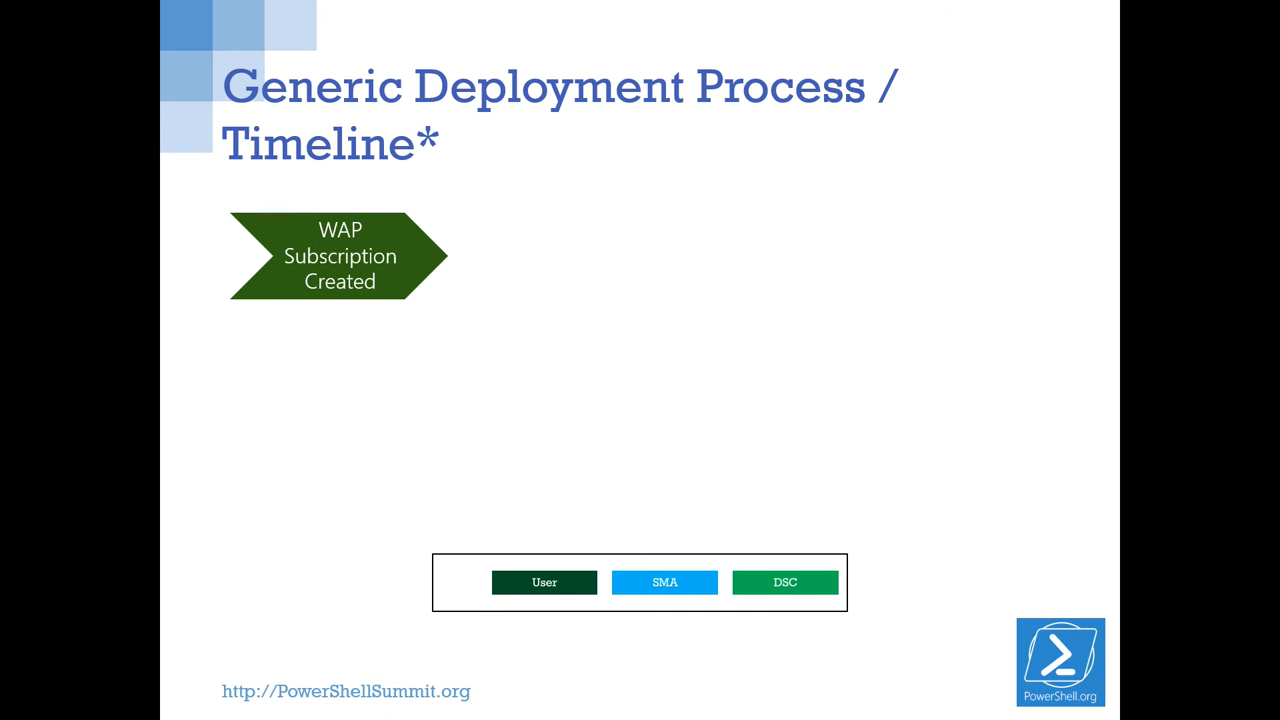 Generic Deployment Process /
Timeline*
WAP
Subscription
Created
User
SMA
DSC
http://PowerShellSummit.org
PowerShell.org